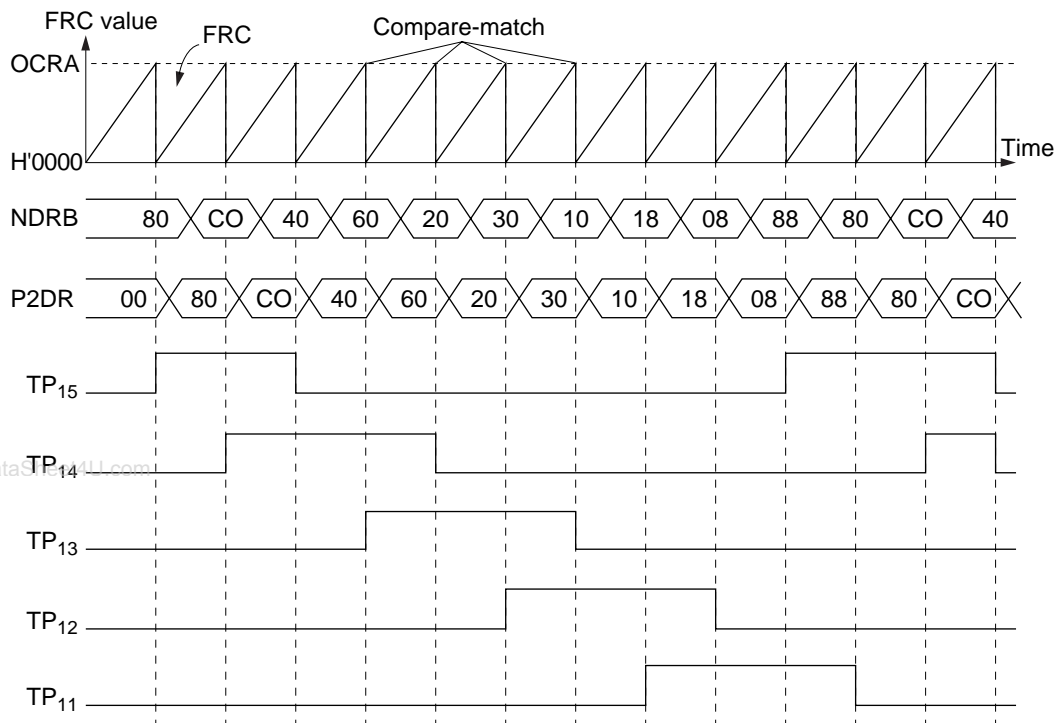 FRC value
FRC
Compare-match
OCRA
H'0000
Time
NDRB 80 CO 40 60 20 30 10 18 08 88 80 CO 40
P2DR 00 80 CO 40 60 20 30 10 18 08 88 80 CO
TP15
TP14
taSheet4U.com
TP13
TP12
TP11